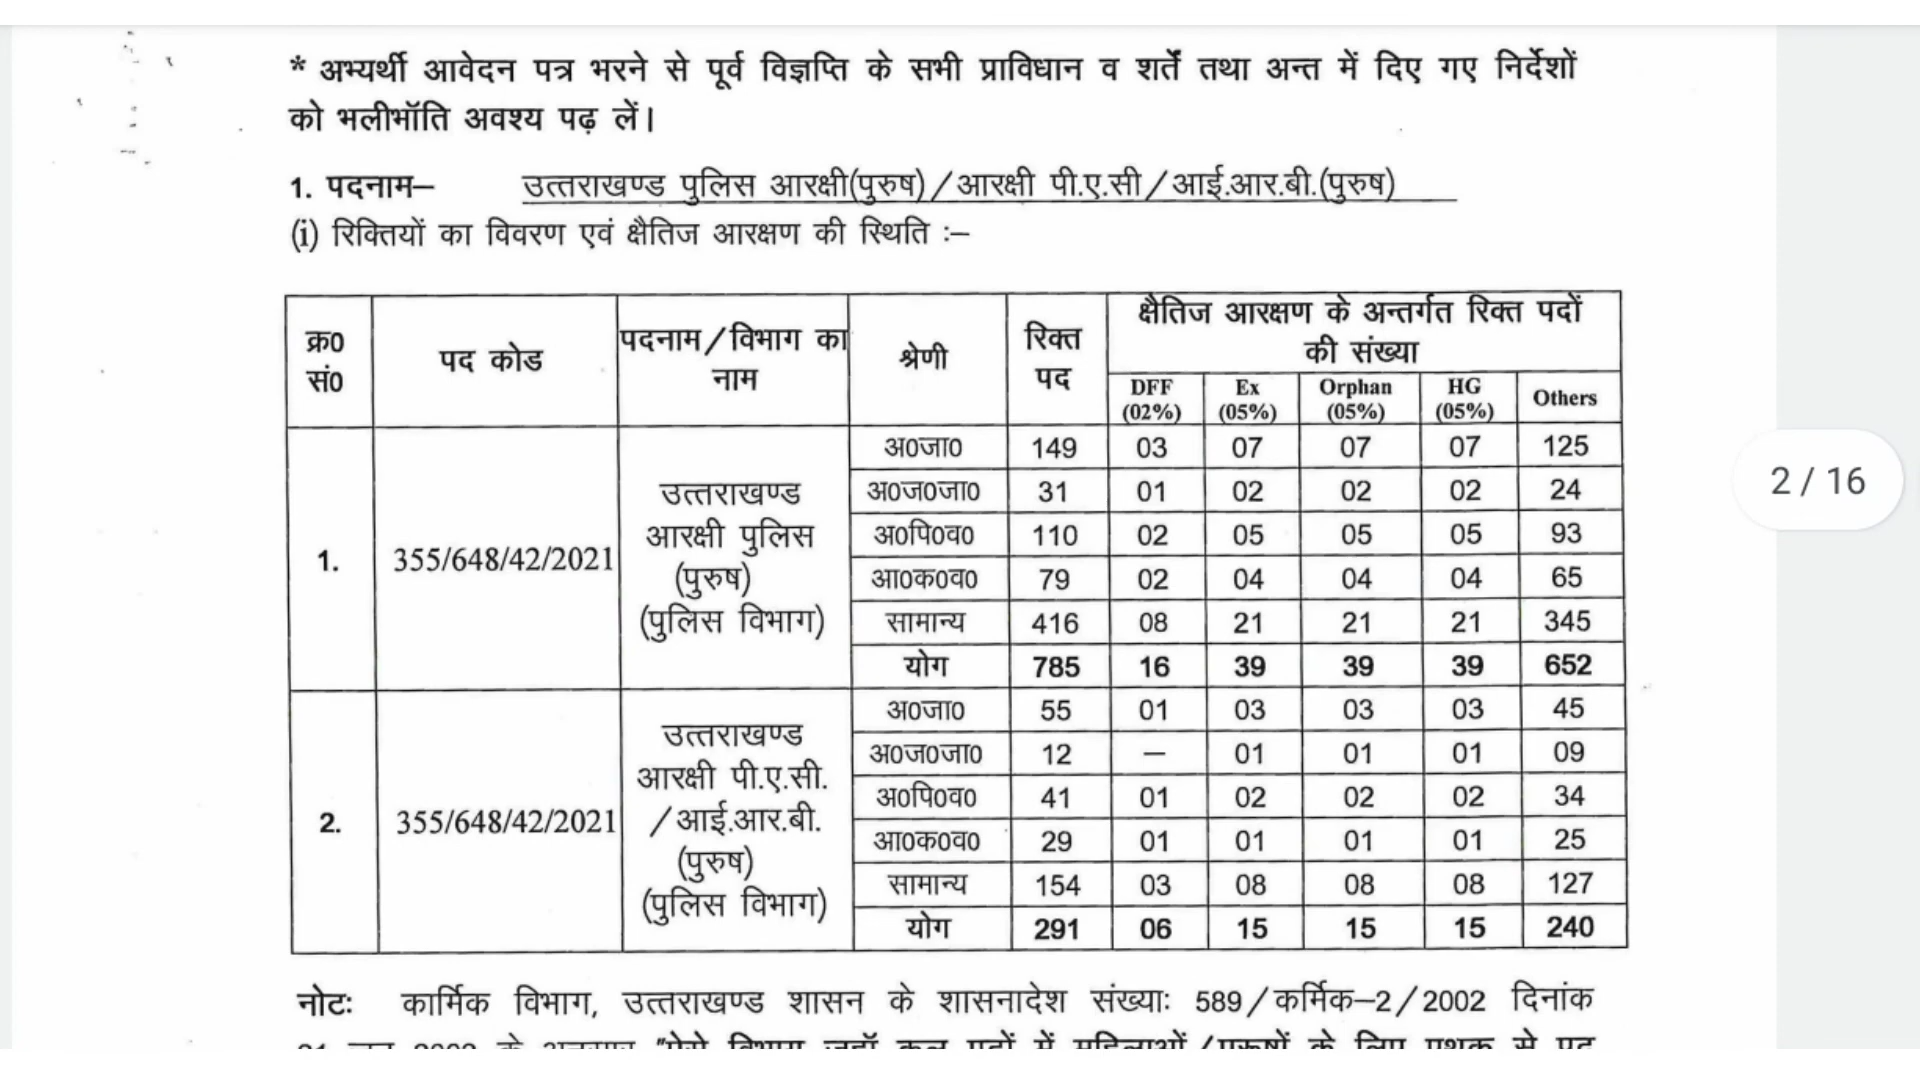 * अभ्यर्थी आवेदन पत्र भरने से पूर्व विज्ञप्ति के सभी प्राविधान व शर्तें तथा अन्त में दिए गए निर्देशों
को भलीभॉति अवश्य पढ़ लें।
1. पदनाम– उत्तराखण्ड पुलिस आरक्षी(पुरुष)/आरक्षी पी.ए.सी/आई.आर.बी.(पुरुष)
(i) रिक्तियों का विवरण एवं क्षैतिज आरक्षण की स्थिति :–
क्र0 सं0 पद कोड पदनाम/विभाग का नाम श्रेणी रिक्त पद क्षैतिज आरक्षण के अन्तर्गत रिक्त पदों की संख्या
DFF (02%) Ex (05%) Orphan (05%) HG (05%) Others
1. 355/648/42/2021 उत्तराखण्ड आरक्षी पुलिस (पुरुष) (पुलिस विभाग)
अ0जा0 149 03 07 07 07 125
अ0ज0जा0 31 01 02 02 02 24
अ0पि0व0 110 02 05 05 05 93
आ0क0व0 79 02 04 04 04 65
सामान्य 416 08 21 21 21 345
योग 785 16 39 39 39 652
2. 355/648/42/2021 उत्तराखण्ड आरक्षी पी.ए.सी. /आई.आर.बी. (पुरुष) (पुलिस विभाग)
अ0जा0 55 01 03 03 03 45
अ0ज0जा0 12 – 01 01 01 09
अ0पि0व0 41 01 02 02 02 34
आ0क0व0 29 01 01 01 01 25
सामान्य 154 03 08 08 08 127
योग 291 06 15 15 15 240
नोटः कार्मिक विभाग, उत्तराखण्ड शासन के शासनादेश संख्याः 589/कर्मिक–2/2002 दिनांक
2 / 16